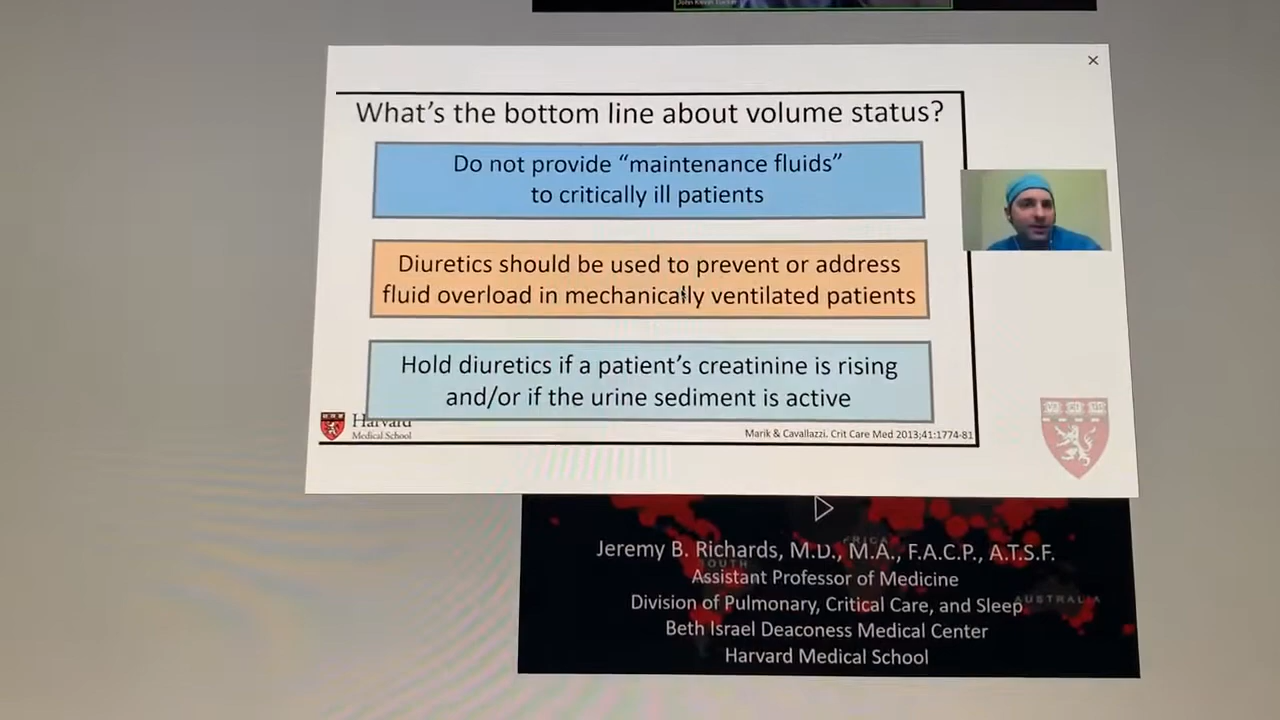 What's the bottom line about volume status?
Do not provide “maintenance fluids”
to critically ill patients
Diuretics should be used to prevent or address
fluid overload in mechanically ventilated patients
Hold diuretics if a patient's creatinine is rising
and/or if the urine sediment is active
Harvard
Medical School
Marik & Cavallazzi. Crit Care Med 2013;41:1774-81
Jeremy B. Richards, M.D., M.A., F.A.C.P., A.T.S.F.
Assistant Professor of Medicine
Division of Pulmonary, Critical Care, and Sleep
AUSTRALIA
Beth Israel Deaconess Medical Center
Harvard Medical School